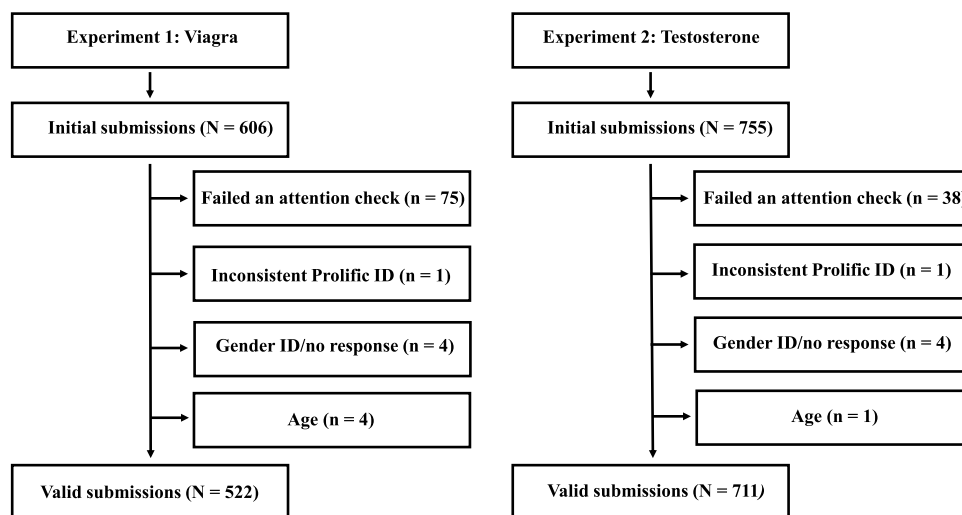 Experiment 1: Viagra
Initial submissions (N = 606)
Failed an attention check (n = 75)
Inconsistent Prolific ID (n = 1)
Gender ID/no response (n = 4)
Age (n = 4)
Valid submissions (N = 522)
Experiment 2: Testosterone
Initial submissions (N = 755)
Failed an attention check (n = 38)
Inconsistent Prolific ID (n = 1)
Gender ID/no response (n = 4)
Age (n = 1)
Valid submissions (N = 711)